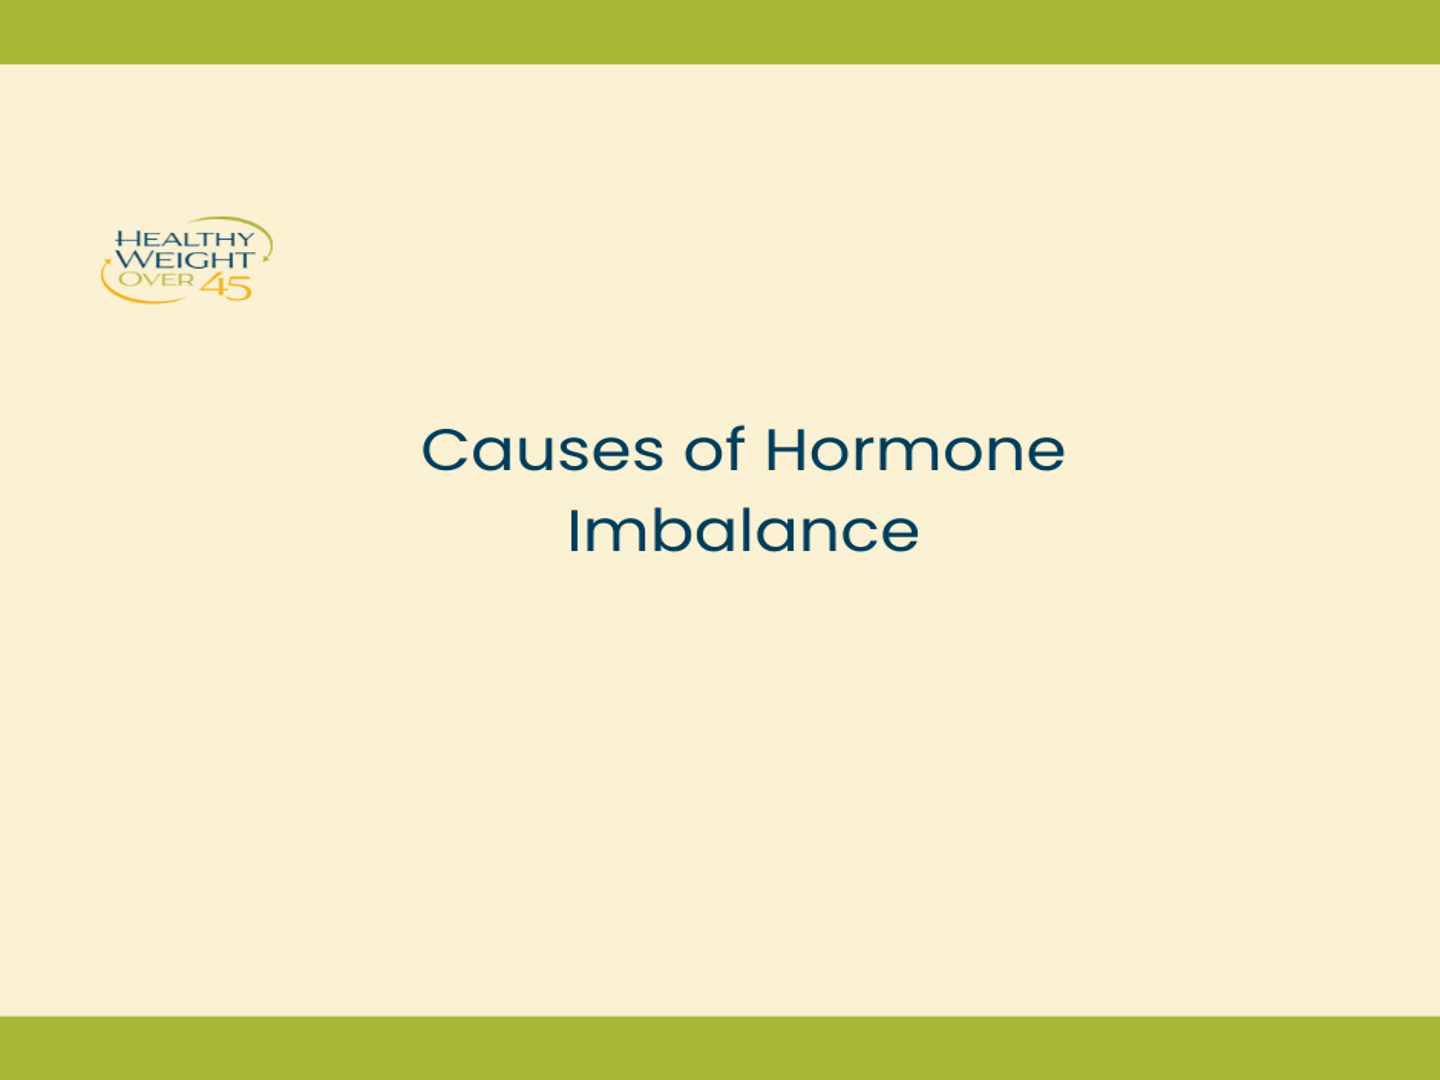 HEALTHY
WEIGHT
OVER 45
Causes of Hormone
Imbalance